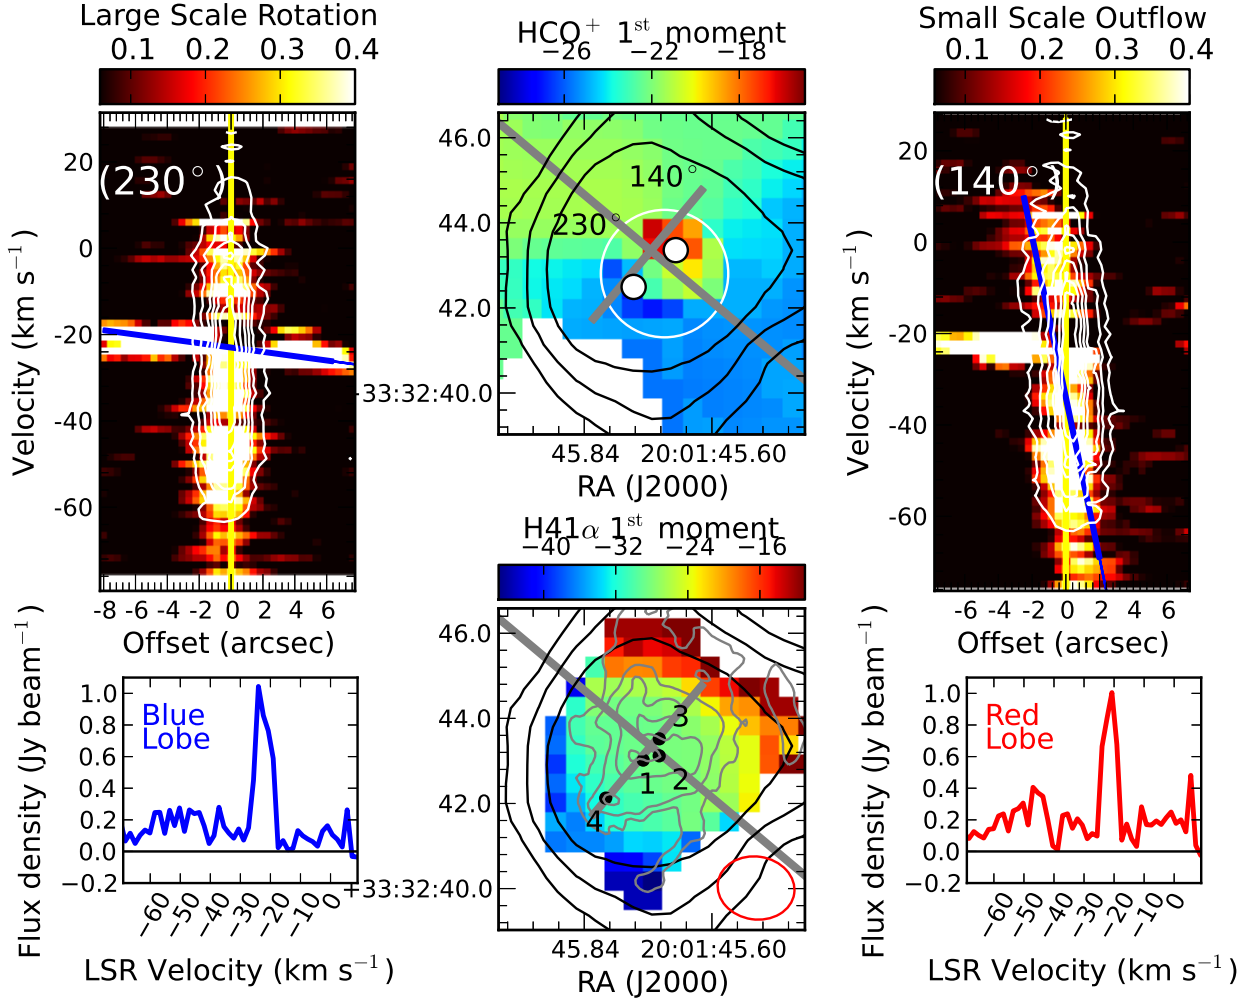 Large Scale Rotation
0.1 0.2 0.3 0.4
(230°)
20
0
-20
-40
-60
Velocity (km s⁻¹)
-8 -6 -4 -2 0 2 4 6
Offset (arcsec)
HCO⁺ 1ˢᵗ moment
−26 −22 −18
46.0
44.0
42.0
-33:32:40.0
140°
230°
45.84 20:01:45.60
RA (J2000)
Small Scale Outflow
0.1 0.2 0.3 0.4
(140°)
20
0
-20
-40
-60
Velocity (km s⁻¹)
-6 -4 -2 0 2 4 6
Offset (arcsec)
Blue
Lobe
1.0
0.8
0.6
0.4
0.2
0.0
−0.2
Flux density (Jy beam⁻¹)
−60 −50 −40 −30 −20 −10 0
LSR Velocity (km s⁻¹)
H41α 1ˢᵗ moment
−40 −32 −24 −16
46.0
44.0
42.0
33:32:40.0
3
1
2
4
45.84 20:01:45.60
RA (J2000)
Red
Lobe
1.0
0.8
0.6
0.4
0.2
0.0
−0.2
Flux density (Jy beam⁻¹)
−60 −50 −40 −30 −20 −10 0
LSR Velocity (km s⁻¹)